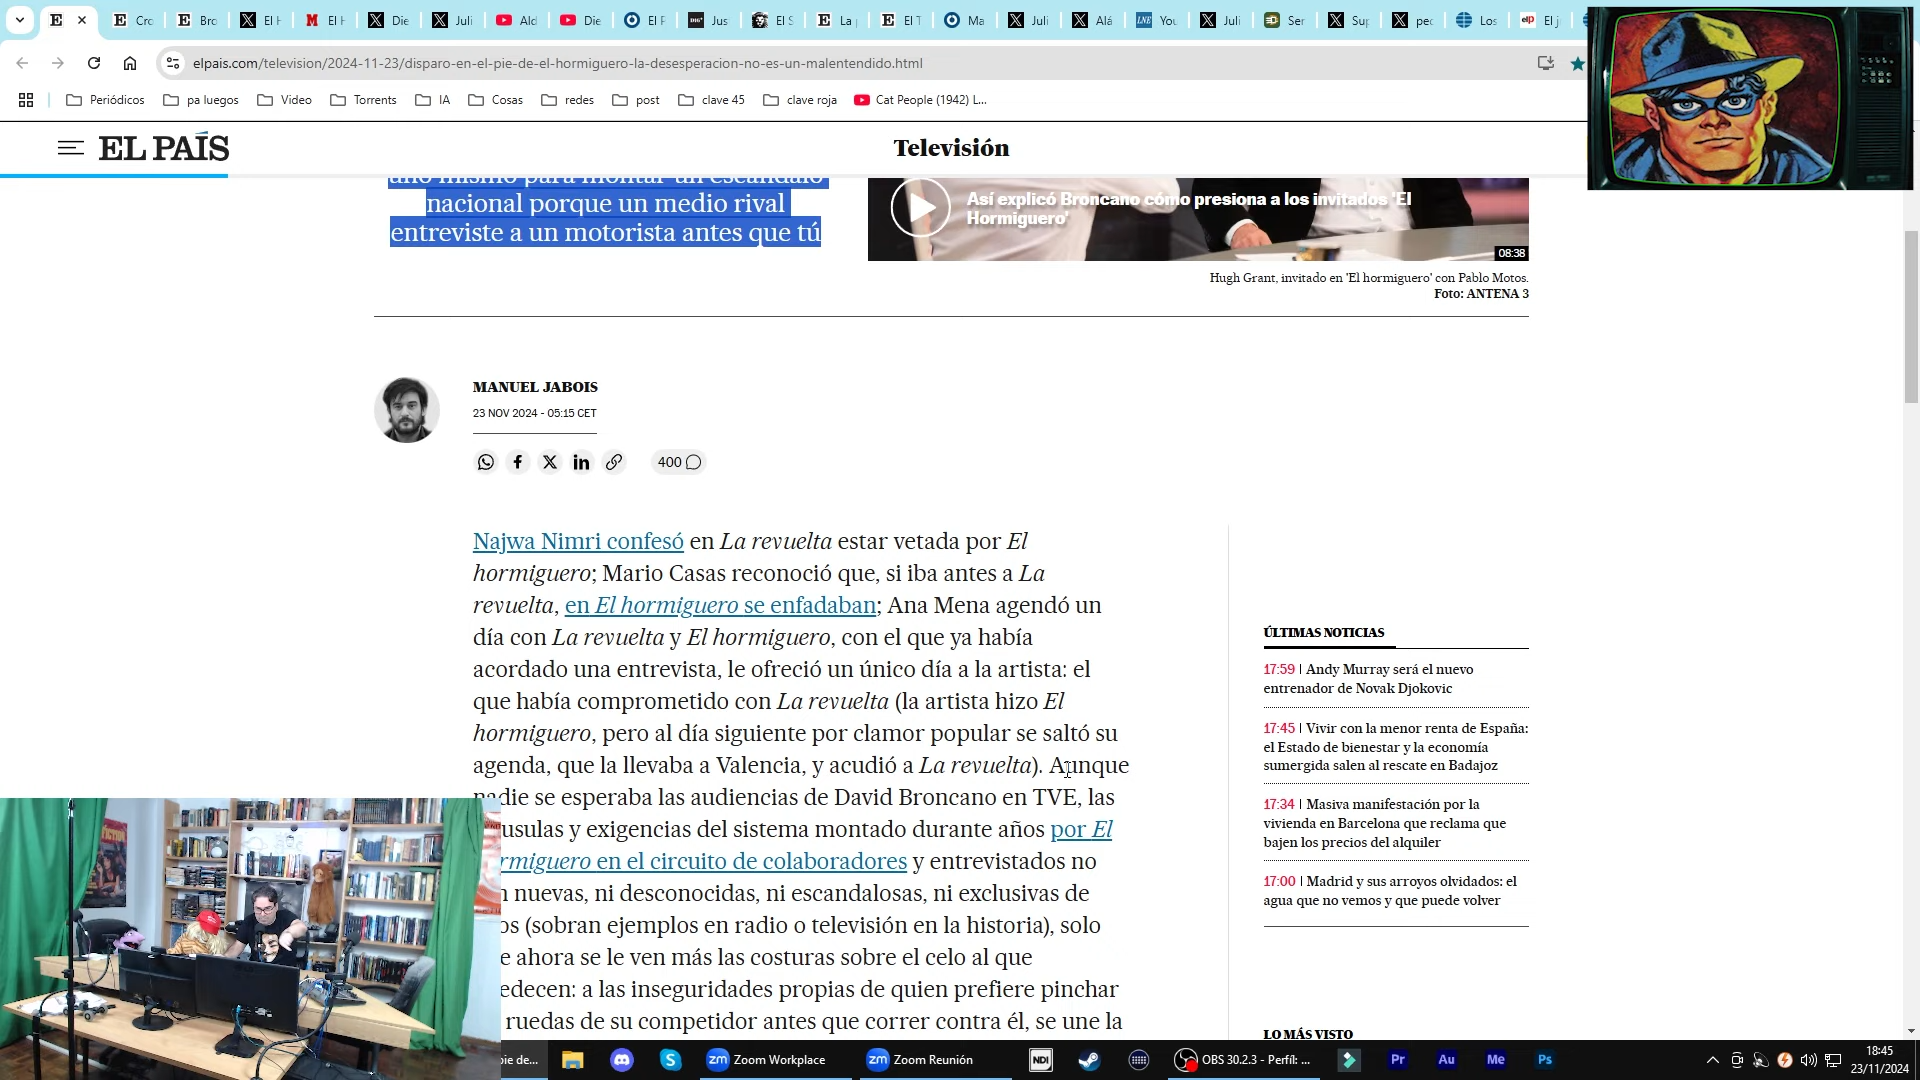 elpais.com/television/2024-11-23/disparo-en-el-pie-de-el-hormiguero-la-desesperacion-no-es-un-malentendido.html
Periódicos
pa luegos
Video
Torrents
IA
Cosas
redes
post
clave 45
clave roja
Cat People (1942) L...
EL PAÍS
Televisión
nacional porque un medio rival
entreviste a un motorista antes que tú
Así explicó Broncano cómo presiona a los invitados 'El
Hormiguero'
08:38
Hugh Grant, invitado en 'El hormiguero' con Pablo Motos.
Foto: ANTENA 3
MANUEL JABOIS
23 NOV 2024 - 05:15 CET
400
Najwa Nimri confesó en La revuelta estar vetada por El
hormiguero; Mario Casas reconoció que, si iba antes a La
revuelta, en El hormiguero se enfadaban; Ana Mena agendó un
día con La revuelta y El hormiguero, con el que ya había
acordado una entrevista, le ofreció un único día a la artista: el
que había comprometido con La revuelta (la artista hizo El
hormiguero, pero al día siguiente por clamor popular se saltó su
agenda, que la llevaba a Valencia, y acudió a La revuelta). Aunque
nadie se esperaba las audiencias de David Broncano en TVE, las
usulas y exigencias del sistema montado durante años por El
rmiguero en el circuito de colaboradores y entrevistados no
n nuevas, ni desconocidas, ni escandalosas, ni exclusivas de
os (sobran ejemplos en radio o televisión en la historia), solo
e ahora se le ven más las costuras sobre el celo al que
edecen: a las inseguridades propias de quien prefiere pinchar
ruedas de su competidor antes que correr contra él, se une la
ÚLTIMAS NOTICIAS
17:59 | Andy Murray será el nuevo
entrenador de Novak Djokovic
17:45 | Vivir con la menor renta de España:
el Estado de bienestar y la economía
sumergida salen al rescate en Badajoz
17:34 | Masiva manifestación por la
vivienda en Barcelona que reclama que
bajen los precios del alquiler
17:00 | Madrid y sus arroyos olvidados: el
agua que no vemos y que puede volver
LO MÁS VISTO
pie de...
Zoom Workplace
Zoom Reunión
NDI
OBS 30.2.3 - Perfil: ...
Pr
Au
Me
Ps
18:45
23/11/2024